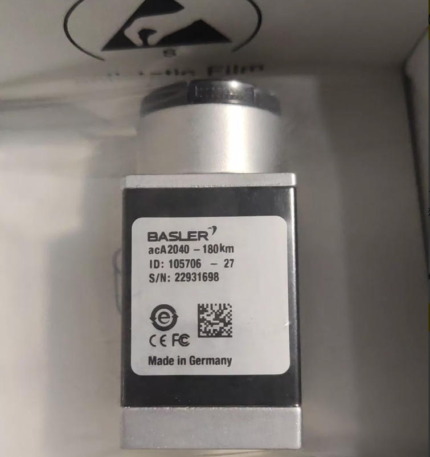 S
BASLER
acA2040 - 180km
ID: 105706 - 27
S/N: 22931698
e
CE FC
Made in Germany